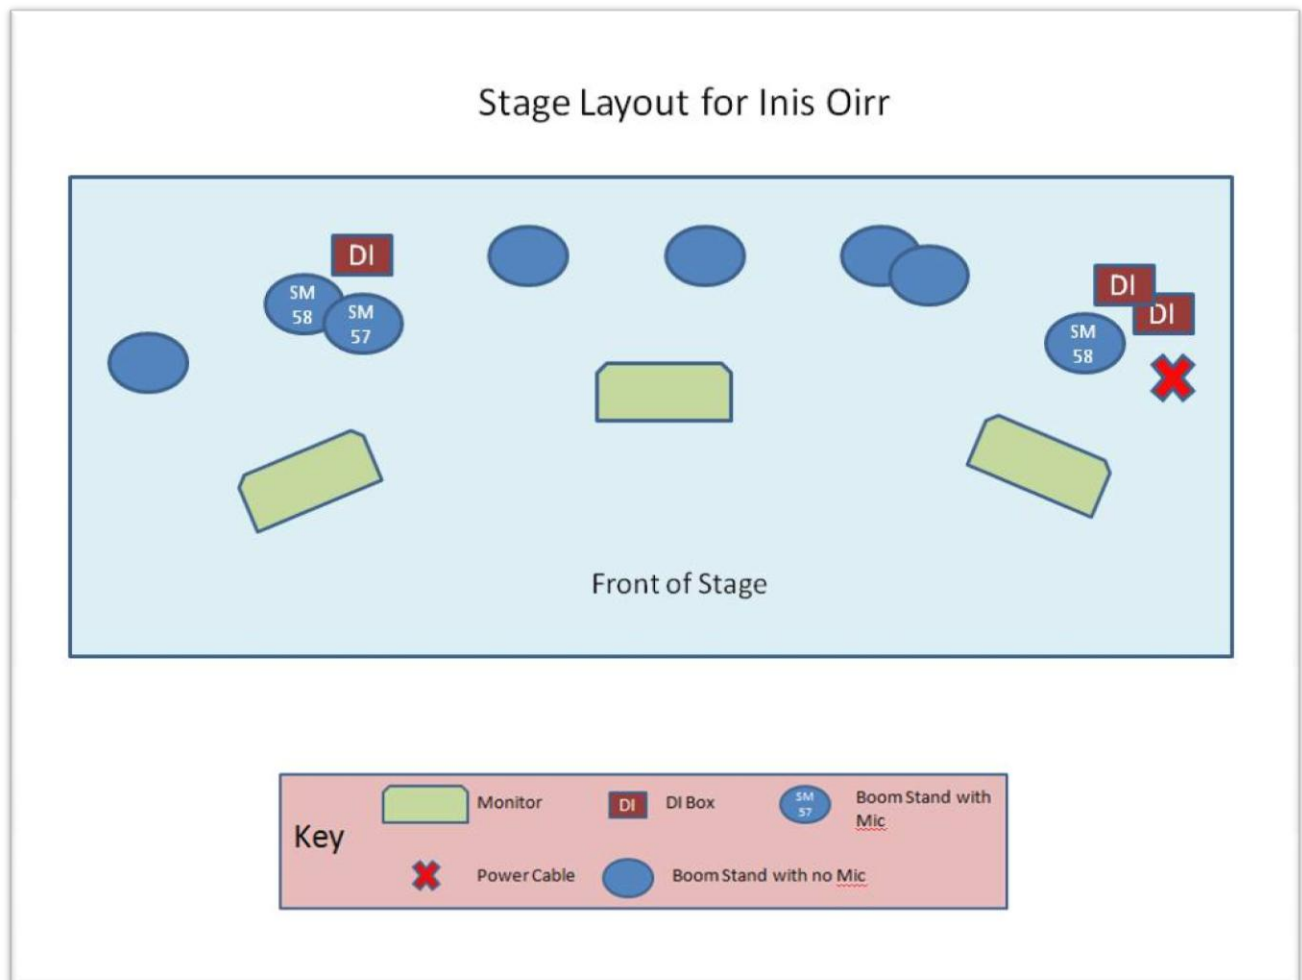 Stage Layout for Inis Oirr
DI
SM
58
SM
57
DI
DI
SM
58
Front of Stage
Key
Monitor
DI
DI Box
SM
57
Boom Stand with
Mic
Power Cable
Boom Stand with no Mic